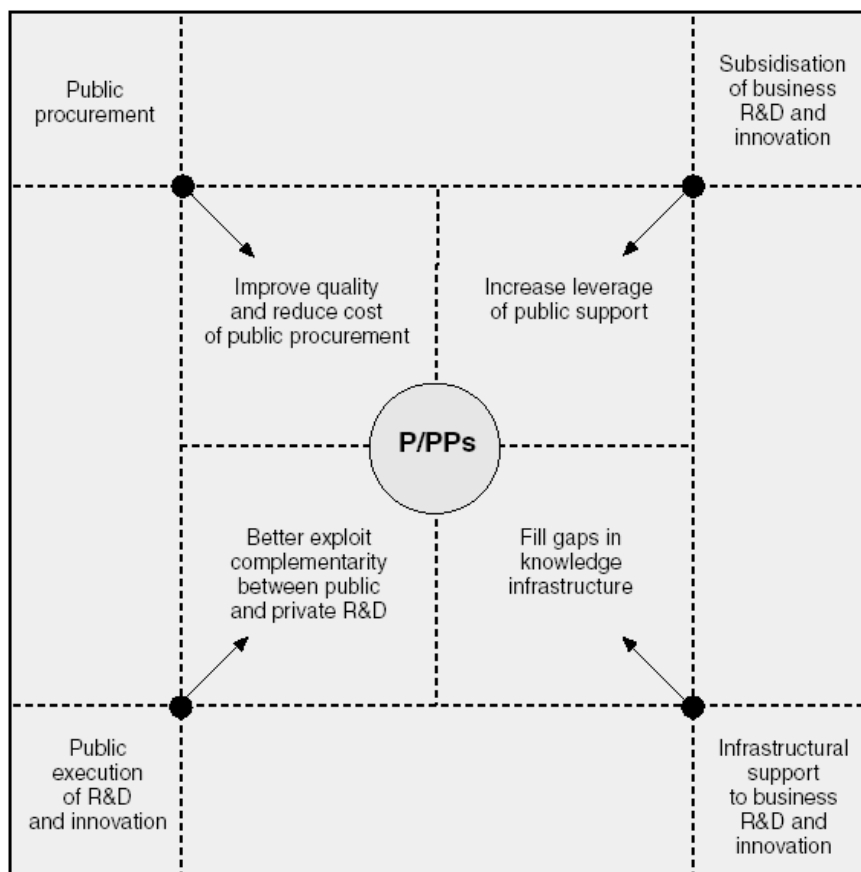 Public
procurement
Subsidisation
of business
R&D and
innovation
Improve quality
and reduce cost
of public procurement
Increase leverage
of public support
P/PPs
Better exploit
complementarity
between public
and private R&D
Fill gaps in
knowledge
infrastructure
Public
execution
of R&D
and innovation
Infrastructural
support
to business
R&D and
innovation